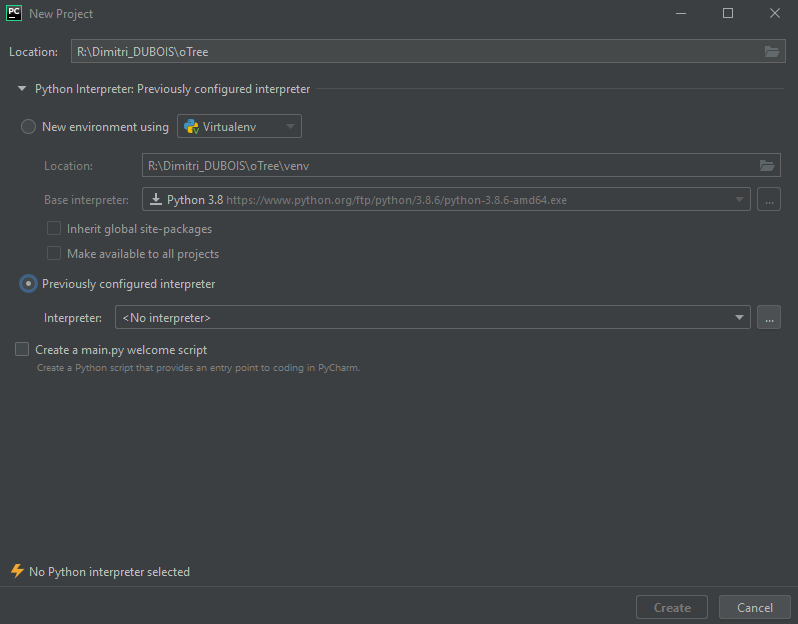 PC New Project
Location: R:\Dimitri_DUBOIS\oTree
Python Interpreter: Previously configured interpreter
New environment using Virtualenv
Location: R:\Dimitri_DUBOIS\oTree\venv
Base interpreter: Python 3.8 https://www.python.org/ftp/python/3.8.6/python-3.8.6-amd64.exe ...
Inherit global site-packages
Make available to all projects
Previously configured interpreter
Interpreter: <No interpreter> ...
Create a main.py welcome script
Create a Python script that provides an entry point to coding in PyCharm.
No Python interpreter selected
Create Cancel